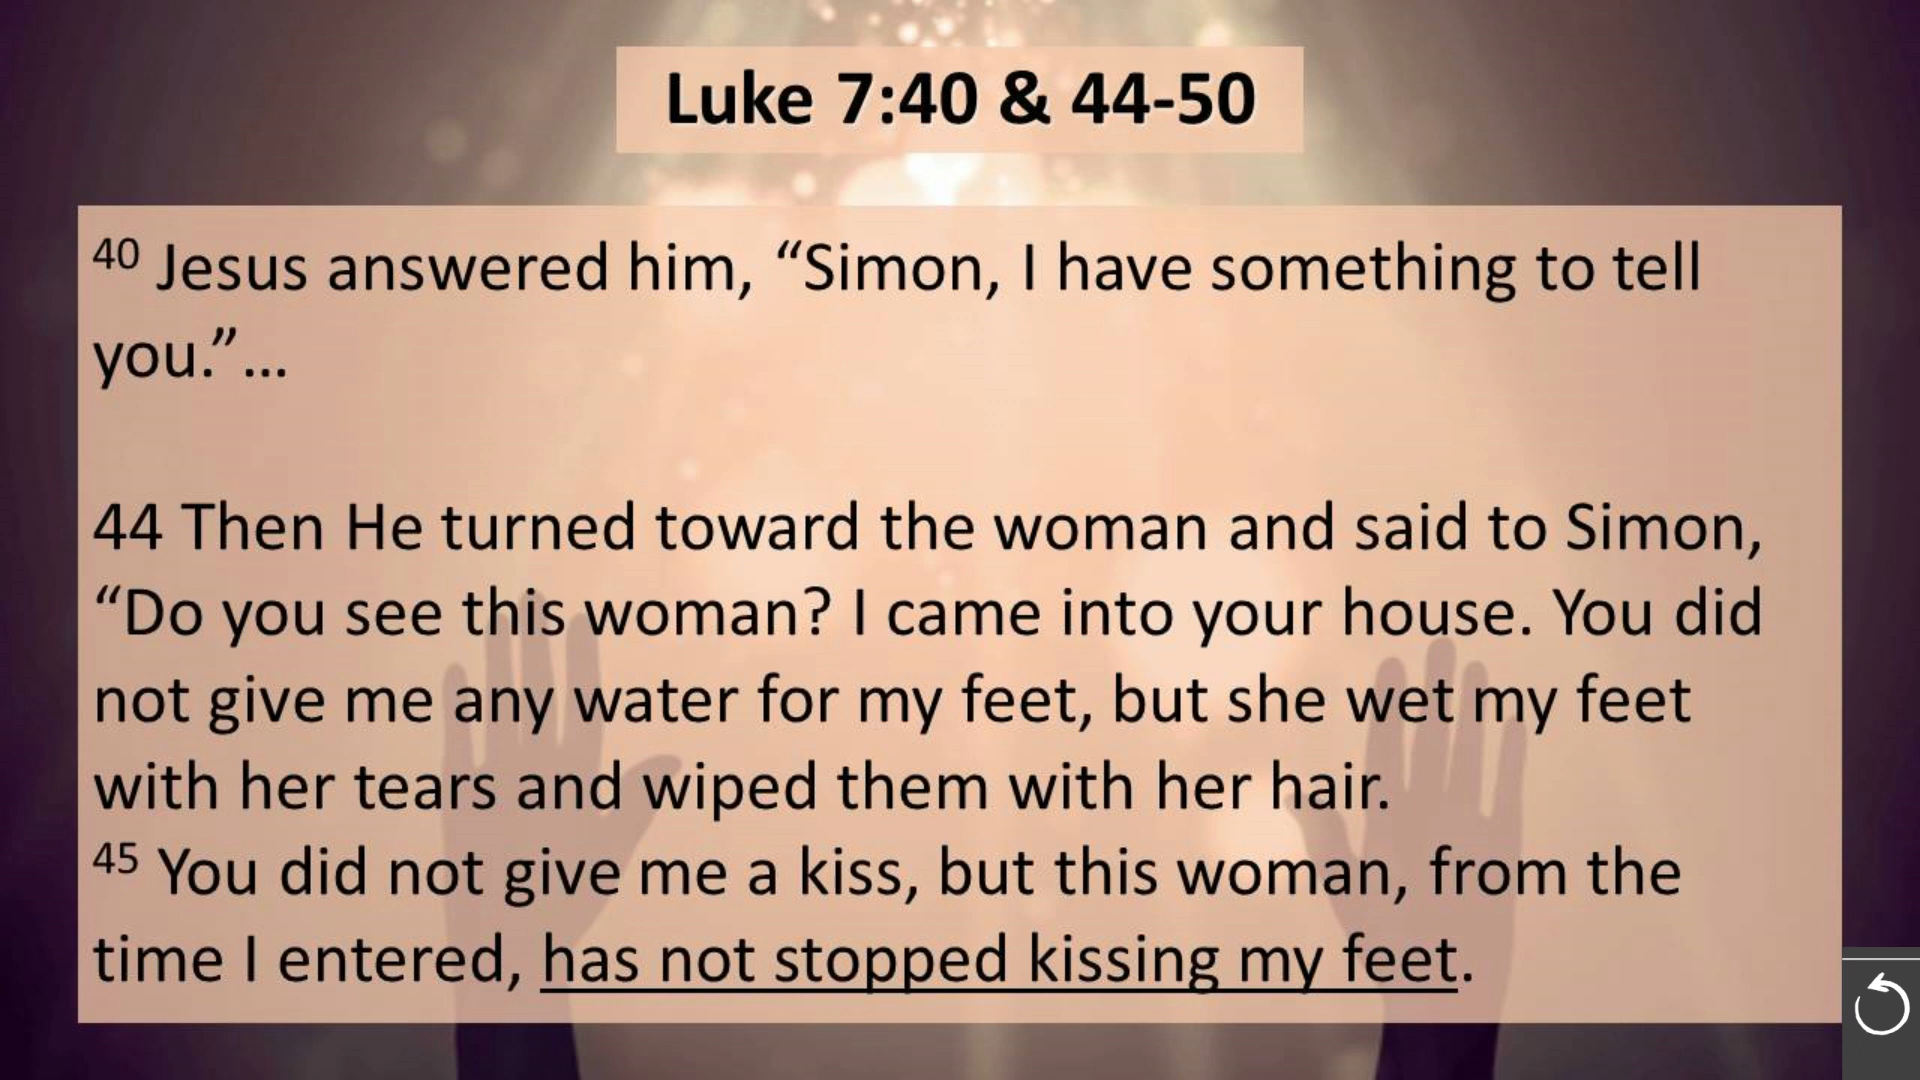 Luke 7:40 & 44-50
40 Jesus answered him, “Simon, I have something to tell
you.”...
44 Then He turned toward the woman and said to Simon,
“Do you see this woman? I came into your house. You did
not give me any water for my feet, but she wet my feet
with her tears and wiped them with her hair.
45 You did not give me a kiss, but this woman, from the
time I entered, has not stopped kissing my feet.